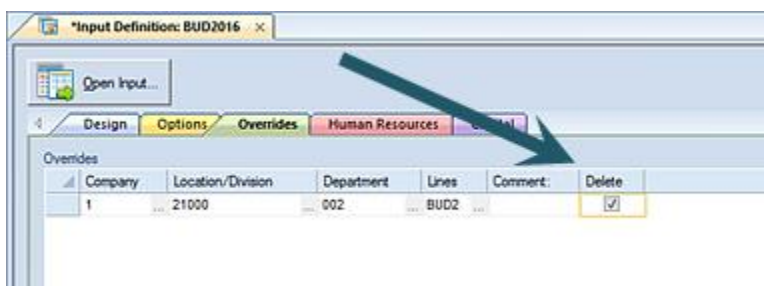 *Input Definition: BUD2016 ×
Open Input...
Design Options Overrides Human Resources
Overrides
Company Location/Division Department Lines Comment: Delete
1 ... 21000 ... 002 ... BUD2 ...